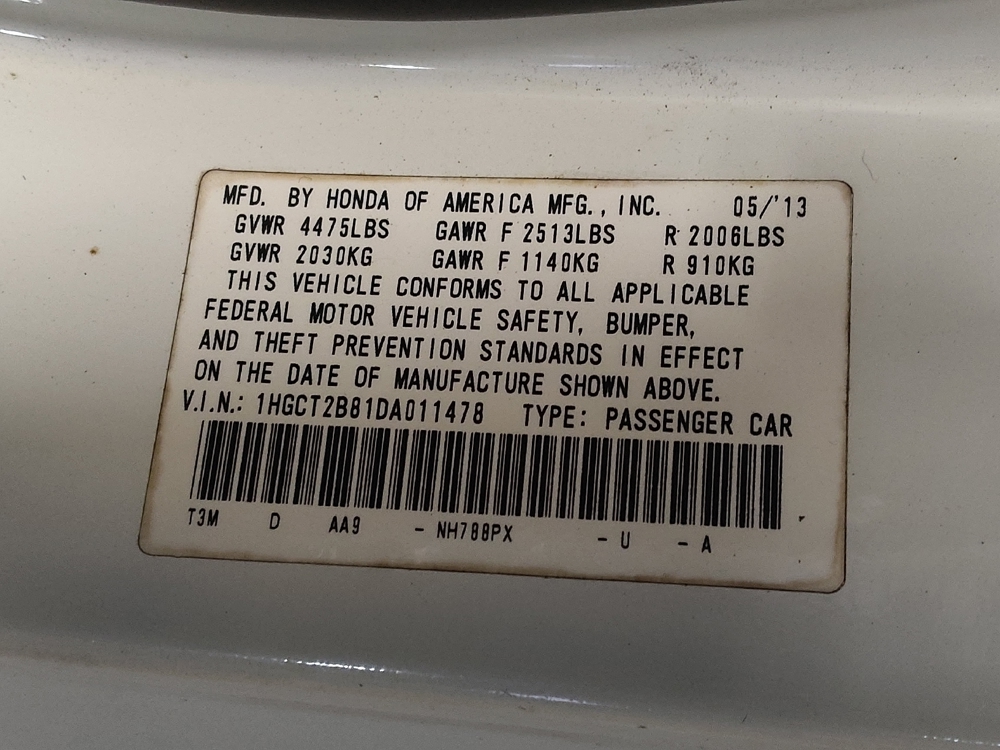 MFD. BY HONDA OF AMERICA MFG., INC. 05/'13
GVWR 4475LBS GAWR F 2513LBS R 2006LBS
GVWR 2030KG GAWR F 1140KG R 910KG
THIS VEHICLE CONFORMS TO ALL APPLICABLE
FEDERAL MOTOR VEHICLE SAFETY, BUMPER,
AND THEFT PREVENTION STANDARDS IN EFFECT
ON THE DATE OF MANUFACTURE SHOWN ABOVE.
V.I.N.: 1HGCT2B81DA011478 TYPE: PASSENGER CAR
T3M D AA9 - NH788PX - U - A